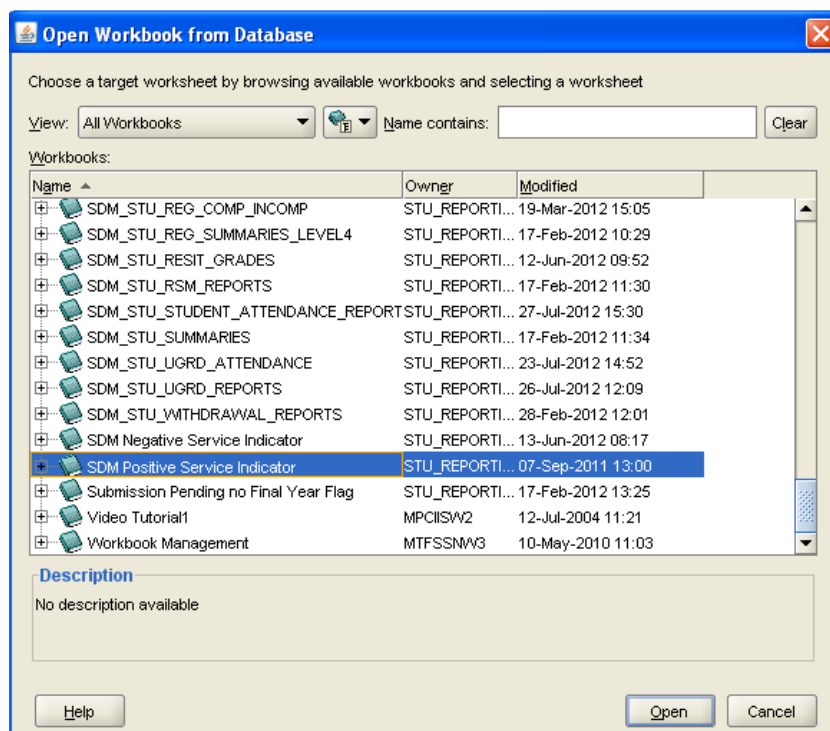 Open Workbook from Database
Choose a target worksheet by browsing available workbooks and selecting a worksheet
View: All Workbooks E Name contains: Clear
Workbooks:
Name Owner Modified
SDM_STU_REG_COMP_INCOMP STU_REPORTI... 19-Mar-2012 15:05
SDM_STU_REG_SUMMARIES_LEVEL4 STU_REPORTI... 17-Feb-2012 10:29
SDM_STU_RESIT_GRADES STU_REPORTI... 12-Jun-2012 09:52
SDM_STU_RSM_REPORTS STU_REPORTI... 17-Feb-2012 11:30
SDM_STU_STUDENT_ATTENDANCE_REPORT STU_REPORTI... 27-Jul-2012 15:30
SDM_STU_SUMMARIES STU_REPORTI... 17-Feb-2012 11:34
SDM_STU_UGRD_ATTENDANCE STU_REPORTI... 23-Jul-2012 14:52
SDM_STU_UGRD_REPORTS STU_REPORTI... 26-Jul-2012 12:09
SDM_STU_WITHDRAWAL_REPORTS STU_REPORTI... 28-Feb-2012 12:01
SDM Negative Service Indicator STU_REPORTI... 13-Jun-2012 08:17
SDM Positive Service Indicator STU_REPORTI... 07-Sep-2011 13:00
Submission Pending no Final Year Flag STU_REPORTI... 17-Feb-2012 13:25
Video Tutorial1 MPCIISW2 12-Jul-2004 11:21
Workbook Management MTFSSNW3 10-May-2010 11:03
Description
No description available
Help Open Cancel